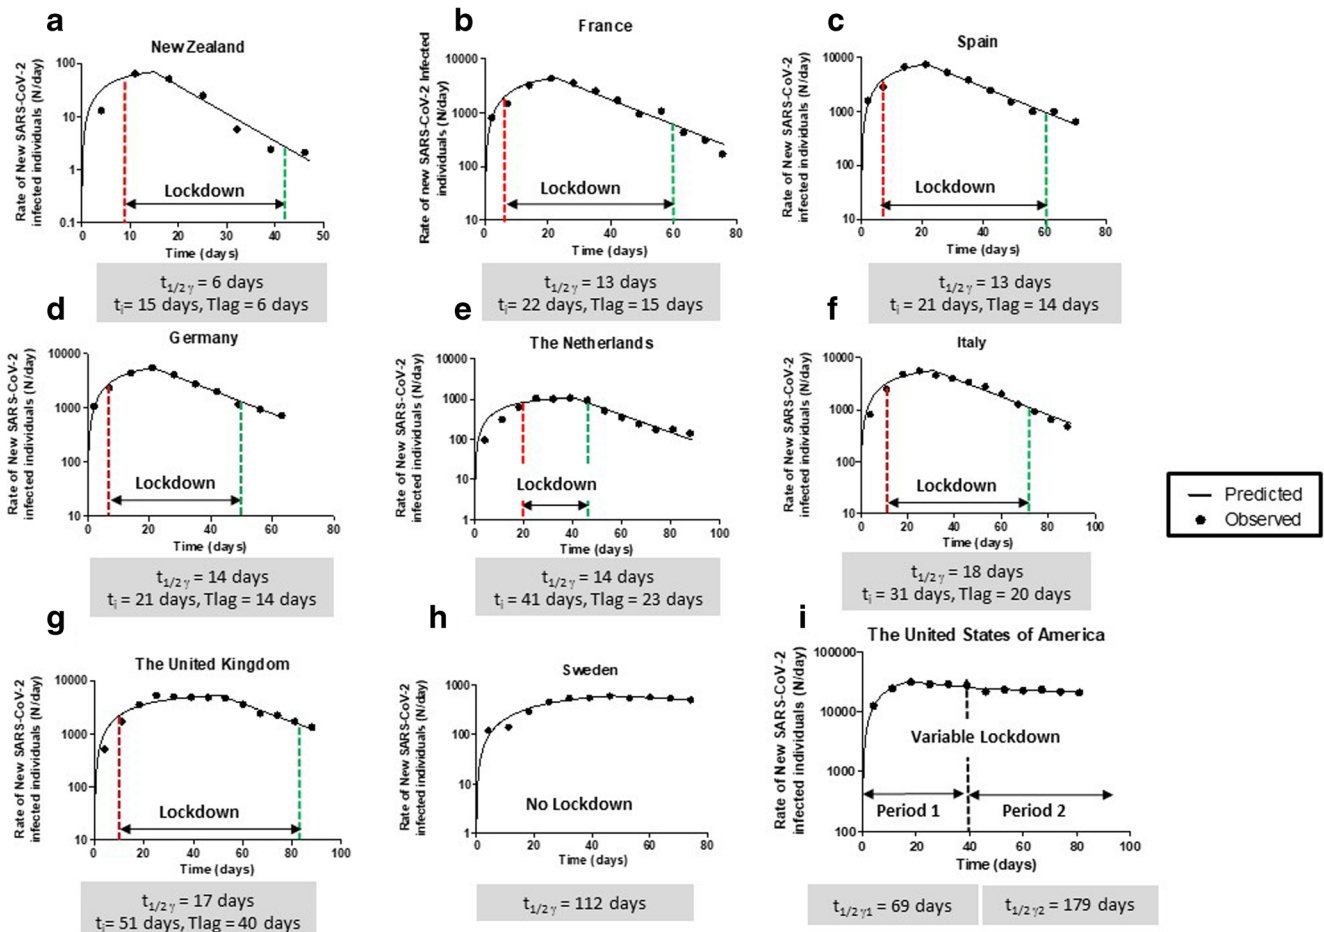 a
New Zealand
Rate of New SARS-CoV-2
infected individuals (N/day)
100
10
1
0.1
0 10 20 30 40 50
Lockdown
Time (days)
t1/2 γ = 6 days
ti= 15 days, Tlag = 6 days
b
France
Rate of new SARS-CoV-2 Infected
individuals (N/day)
10000
1000
100
10
0 20 40 60 80
Lockdown
Time (days)
t1/2 γ = 13 days
ti = 22 days, Tlag = 15 days
c
Spain
Rate of New SARS-CoV-2
infected individuals (N/day)
10000
1000
100
10
0 20 40 60 80
Lockdown
Time (days)
t1/2 γ = 13 days
ti = 21 days, Tlag = 14 days
d
Germany
Rate of New SARS-CoV-2
infected individuals (N/day)
10000
1000
100
10
0 20 40 60 80
Lockdown
Time (days)
t1/2 γ = 14 days
ti = 21 days, Tlag = 14 days
e
The Netherlands
Rate of New SARS-CoV-2
infected individuals (N/day)
10000
1000
100
10
1
0 20 40 60 80 100
Lockdown
Time (days)
t1/2 γ = 14 days
ti = 41 days, Tlag = 23 days
f
Italy
Rate of New SARS-CoV-2
infected individuals (N/day)
10000
1000
100
10
0 20 40 60 80 100
Lockdown
Time (days)
t1/2 γ = 18 days
ti = 31 days, Tlag = 20 days
Predicted
Observed
g
The United Kingdom
Rate of New SARS-CoV-2
infected individuals (N/day)
10000
1000
100
10
0 20 40 60 80 100
Lockdown
Time (days)
t1/2 γ = 17 days
ti= 51 days, Tlag = 40 days
h
Sweden
Rate of New SARS-CoV-2
infected individuals (N/day)
1000
100
10
1
0 20 40 60 80
No Lockdown
Time (days)
t1/2 γ = 112 days
i
The United States of America
Rate of New SARS-CoV-2
infected individuals (N/day)
100000
10000
1000
100
0 20 40 60 80 100
Variable Lockdown
Period 1 Period 2
Time (days)
t1/2 γ1 = 69 days
t1/2 γ2 = 179 days